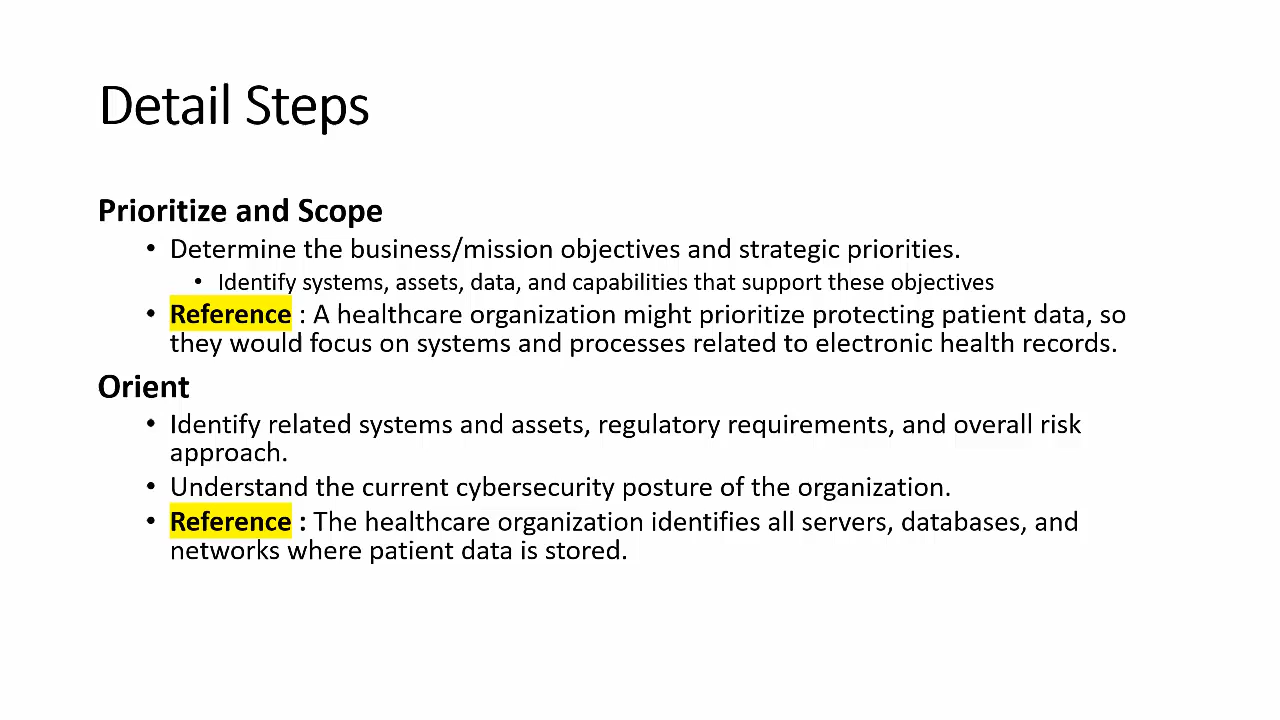 Detail Steps
Prioritize and Scope
• Determine the business/mission objectives and strategic priorities.
• Identify systems, assets, data, and capabilities that support these objectives
• Reference : A healthcare organization might prioritize protecting patient data, so
they would focus on systems and processes related to electronic health records.
Orient
• Identify related systems and assets, regulatory requirements, and overall risk
approach.
• Understand the current cybersecurity posture of the organization.
• Reference : The healthcare organization identifies all servers, databases, and
networks where patient data is stored.